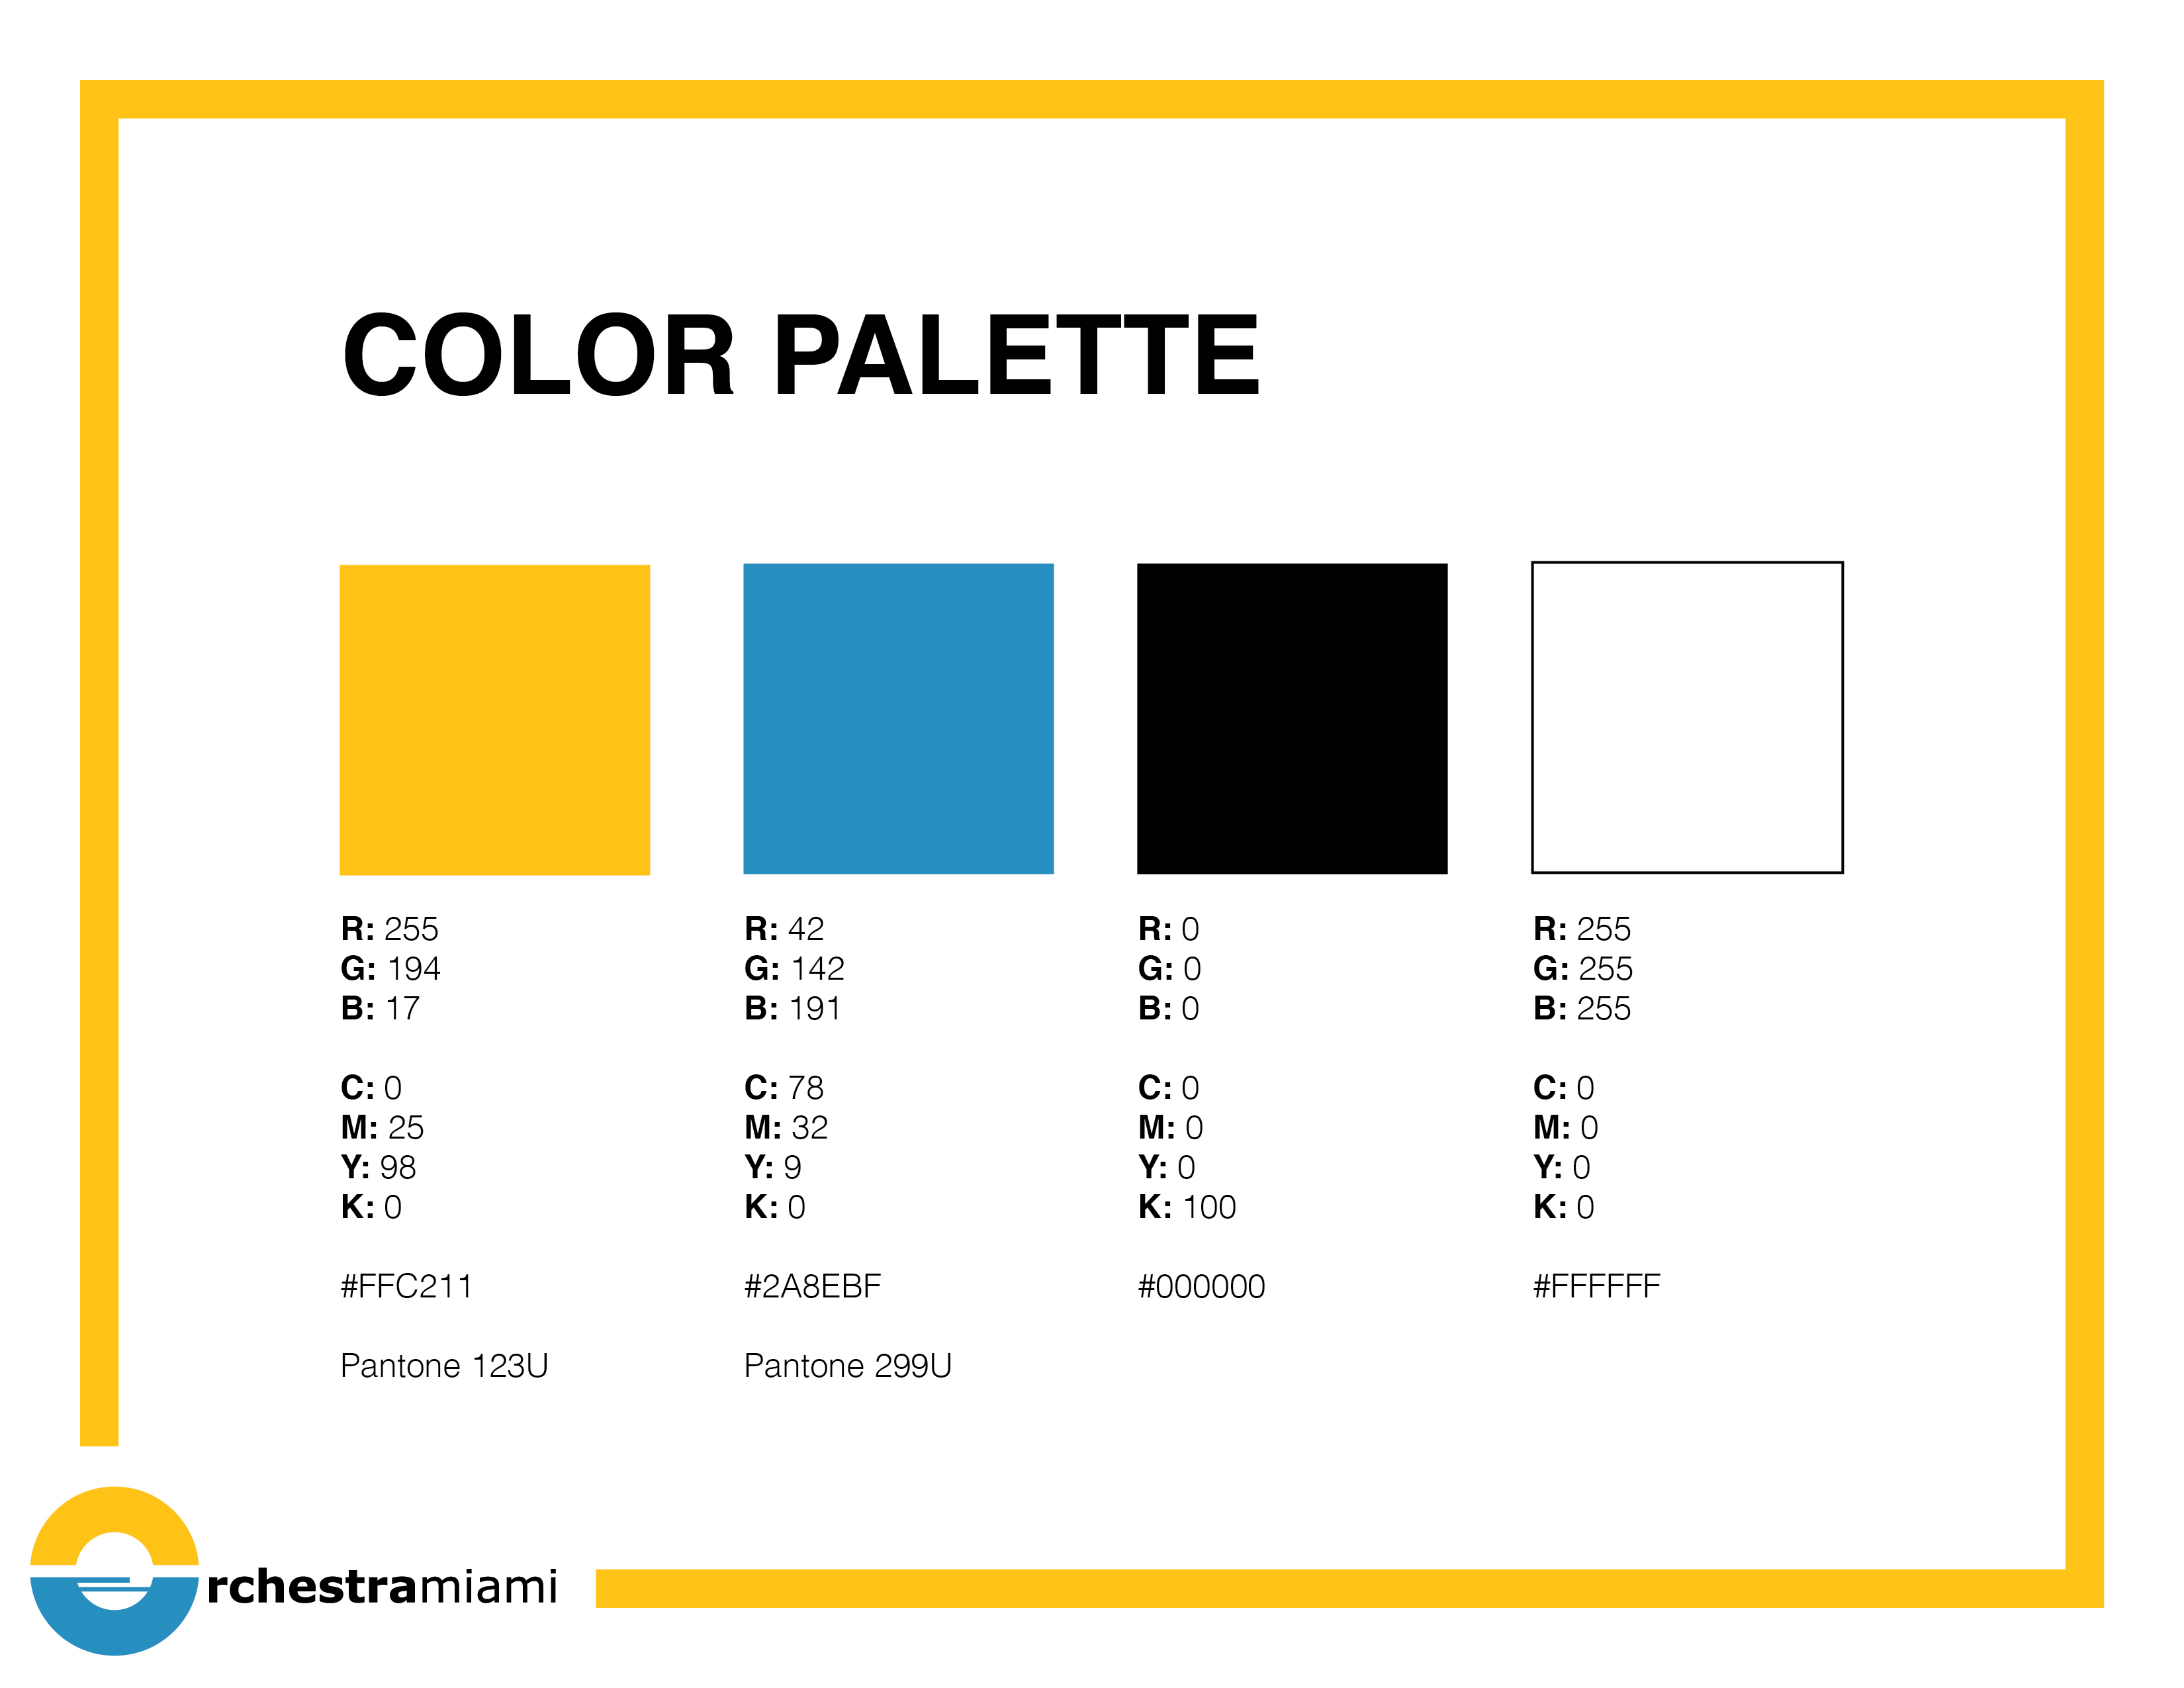 COLOR PALETTE
R: 255
G: 194
B: 17
C: 0
M: 25
Y: 98
K: 0
#FFC211
Pantone 123U
R: 42
G: 142
B: 191
C: 78
M: 32
Y: 9
K: 0
#2A8EBF
Pantone 299U
R: 0
G: 0
B: 0
C: 0
M: 0
Y: 0
K: 100
#000000
R: 255
G: 255
B: 255
C: 0
M: 0
Y: 0
K: 0
#FFFFFF
rchestramiami